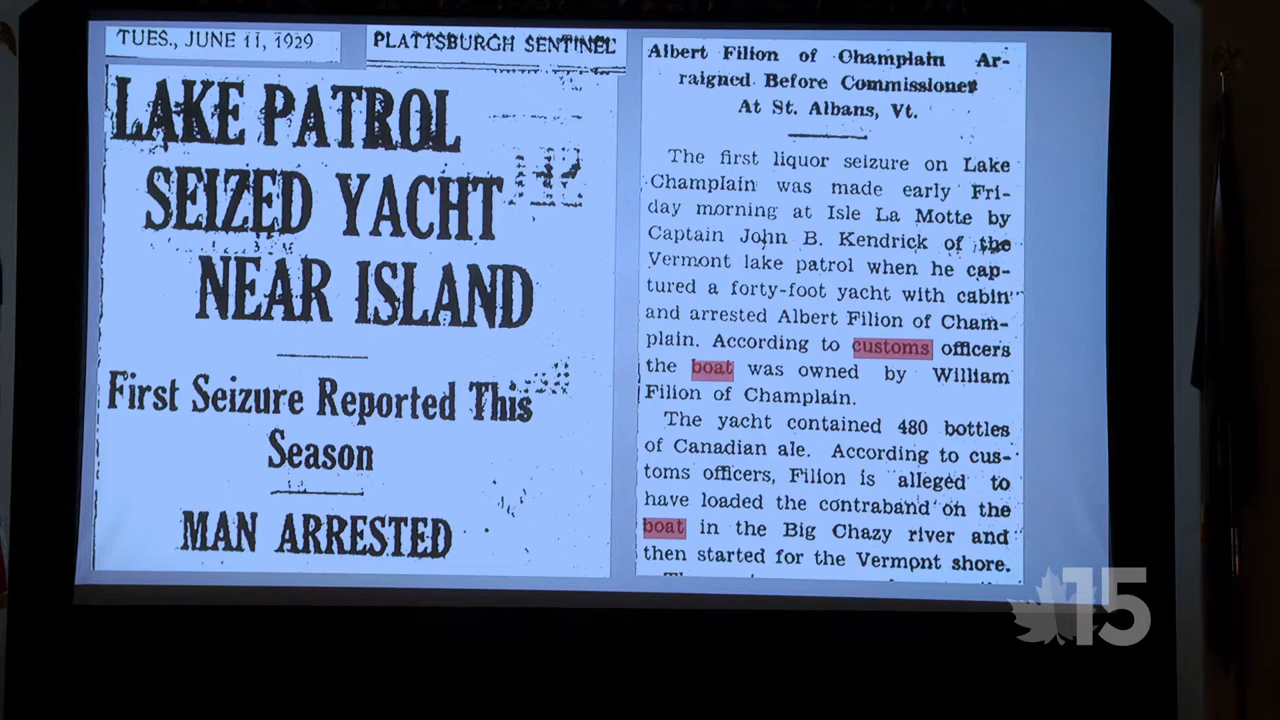 TUES., JUNE 11, 1929
PLATTSBURGH SENTINEL
LAKE PATROL
SEIZED YACHT
NEAR ISLAND
First Seizure Reported This
Season
MAN ARRESTED
Albert Filion of Champlain Ar-
raigned Before Commissioner
At St. Albans, Vt.
The first liquor seizure on Lake
Champlain was made early Fri-
day morning at Isle La Motte by
Captain John B. Kendrick of the
Vermont lake patrol when he cap-
tured a forty-foot yacht with cabin
and arrested Albert Filion of Cham-
plain. According to customs officers
the boat was owned by William
Filion of Champlain.
The yacht contained 480 bottles
of Canadian ale. According to cus-
toms officers, Filion is alleged to
have loaded the contraband on the
boat in the Big Chazy river and
then started for the Vermont shore.
15